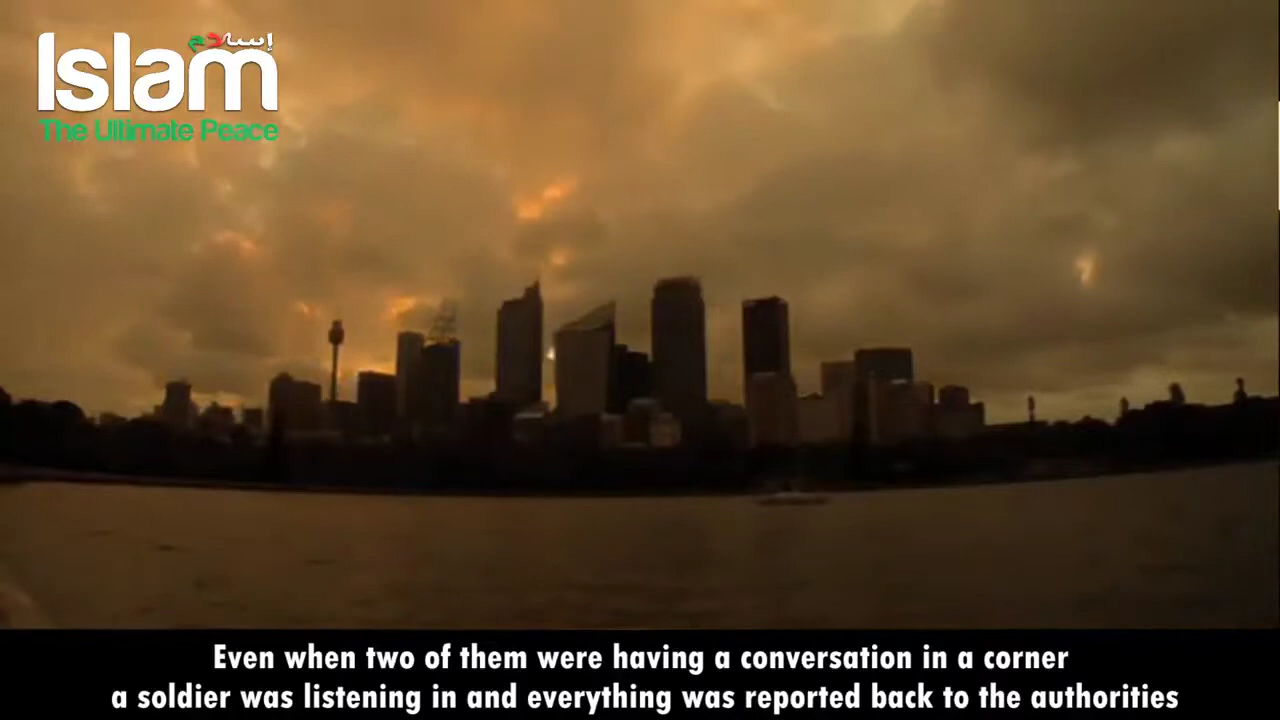 إسلام
Islam
The Ultimate Peace
Even when two of them were having a conversation in a corner
a soldier was listening in and everything was reported back to the authorities